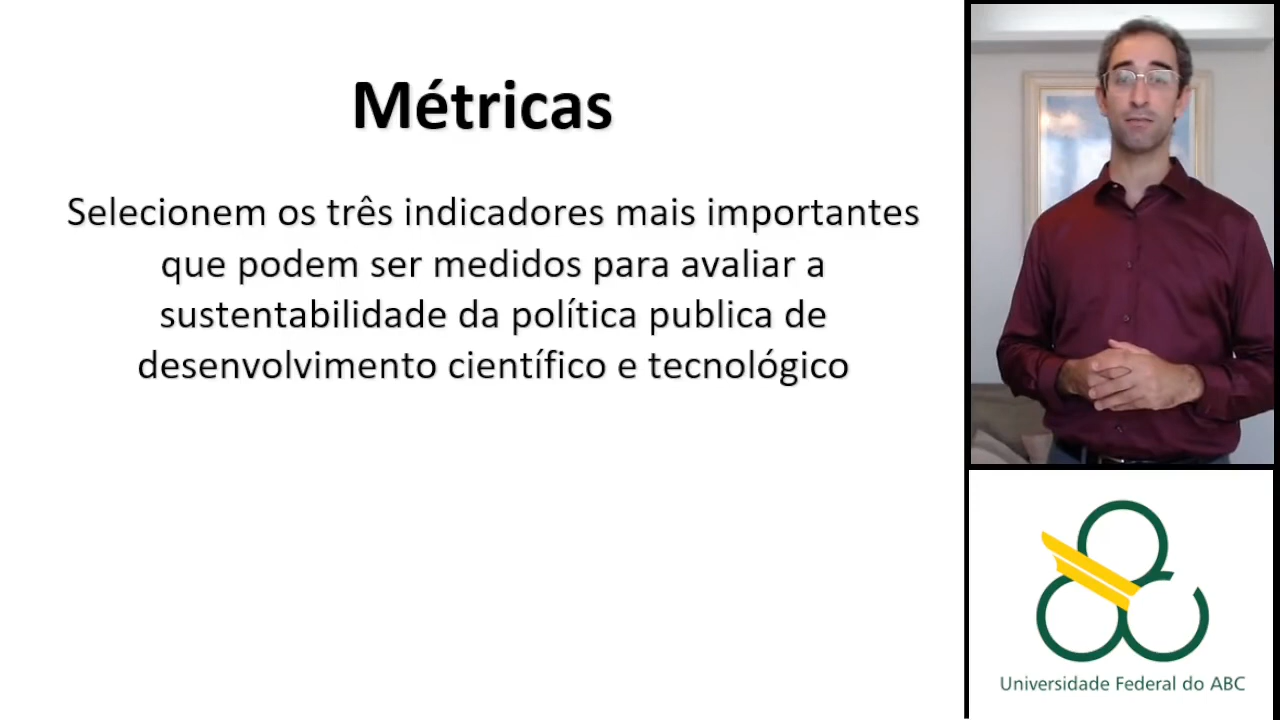 Métricas
Selecionem os três indicadores mais importantes
que podem ser medidos para avaliar a
sustentabilidade da política publica de
desenvolvimento científico e tecnológico
Universidade Federal do ABC